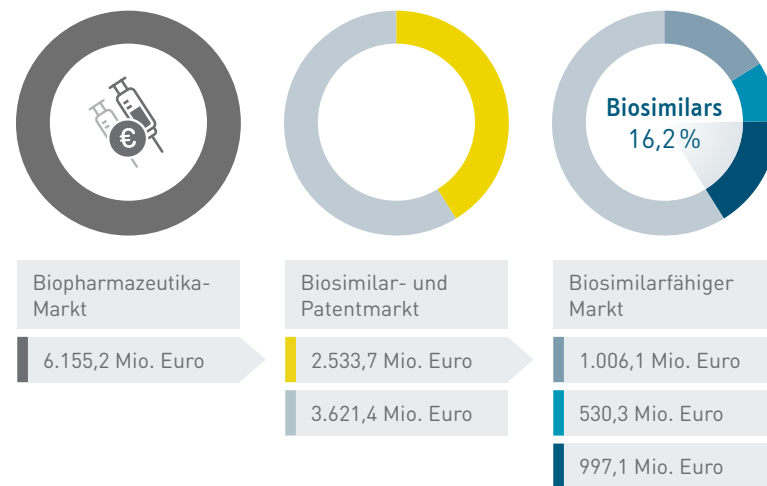 €
Biosimilars
16,2 %
Biopharmazeutika-
Markt
6.155,2 Mio. Euro
Biosimilar- und
Patentmarkt
2.533,7 Mio. Euro
3.621,4 Mio. Euro
Biosimilarfähiger
Markt
1.006,1 Mio. Euro
530,3 Mio. Euro
997,1 Mio. Euro